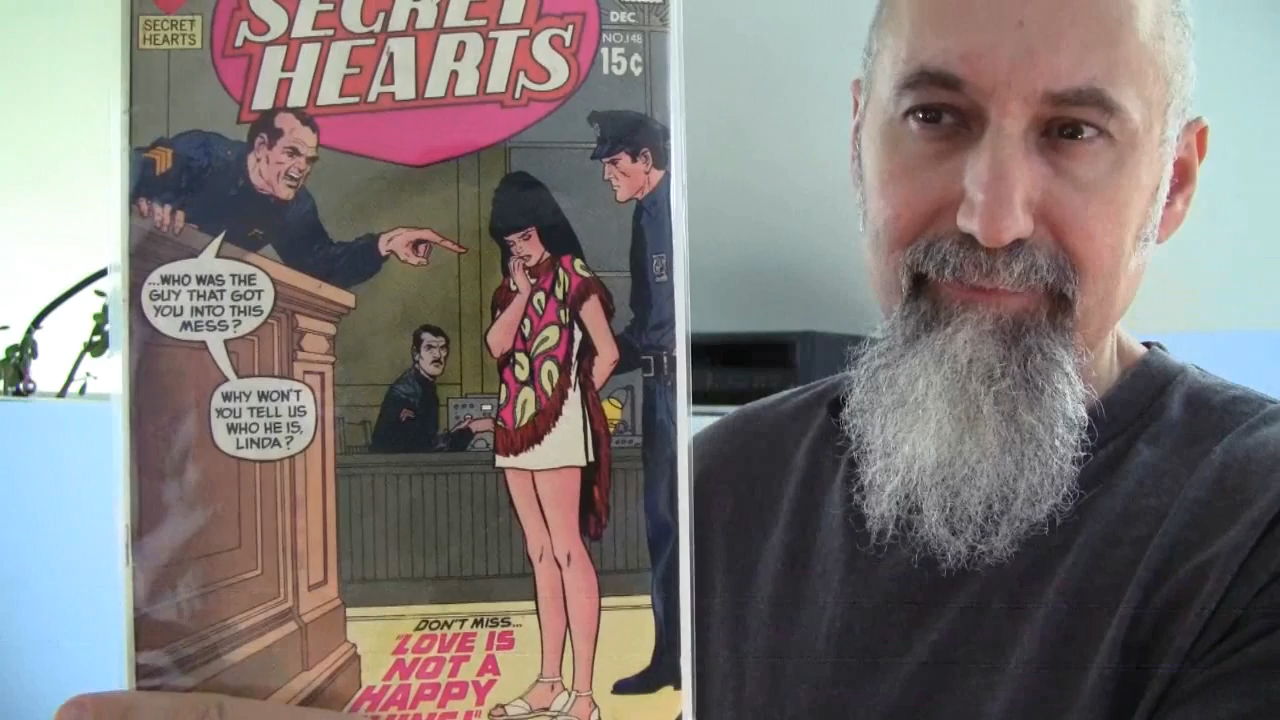 SECRET
HEARTS
SECRET
HEARTS
DEC
NO.148
15¢
...WHO WAS THE
GUY THAT GOT
YOU INTO THIS
MESS?
WHY WON'T
YOU TELL US
WHO HE IS,
LINDA?
DON'T MISS...
"LOVE IS
NOT A
HAPPY